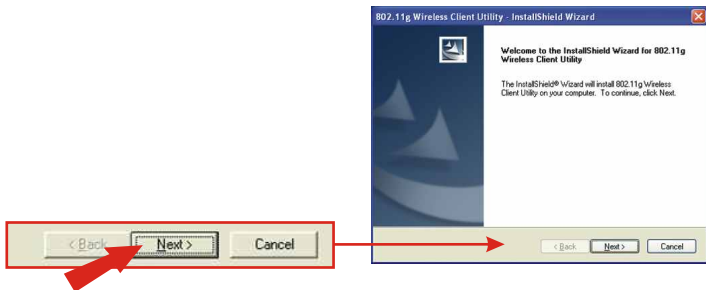 802.11g Wireless Client Utility - InstallShield Wizard
Welcome to the InstallShield Wizard for 802.11g
Wireless Client Utility
The InstallShield® Wizard will install 802.11g Wireless
Client Utility on your computer. To continue, click Next.
< Back Next > Cancel
< Back Next > Cancel